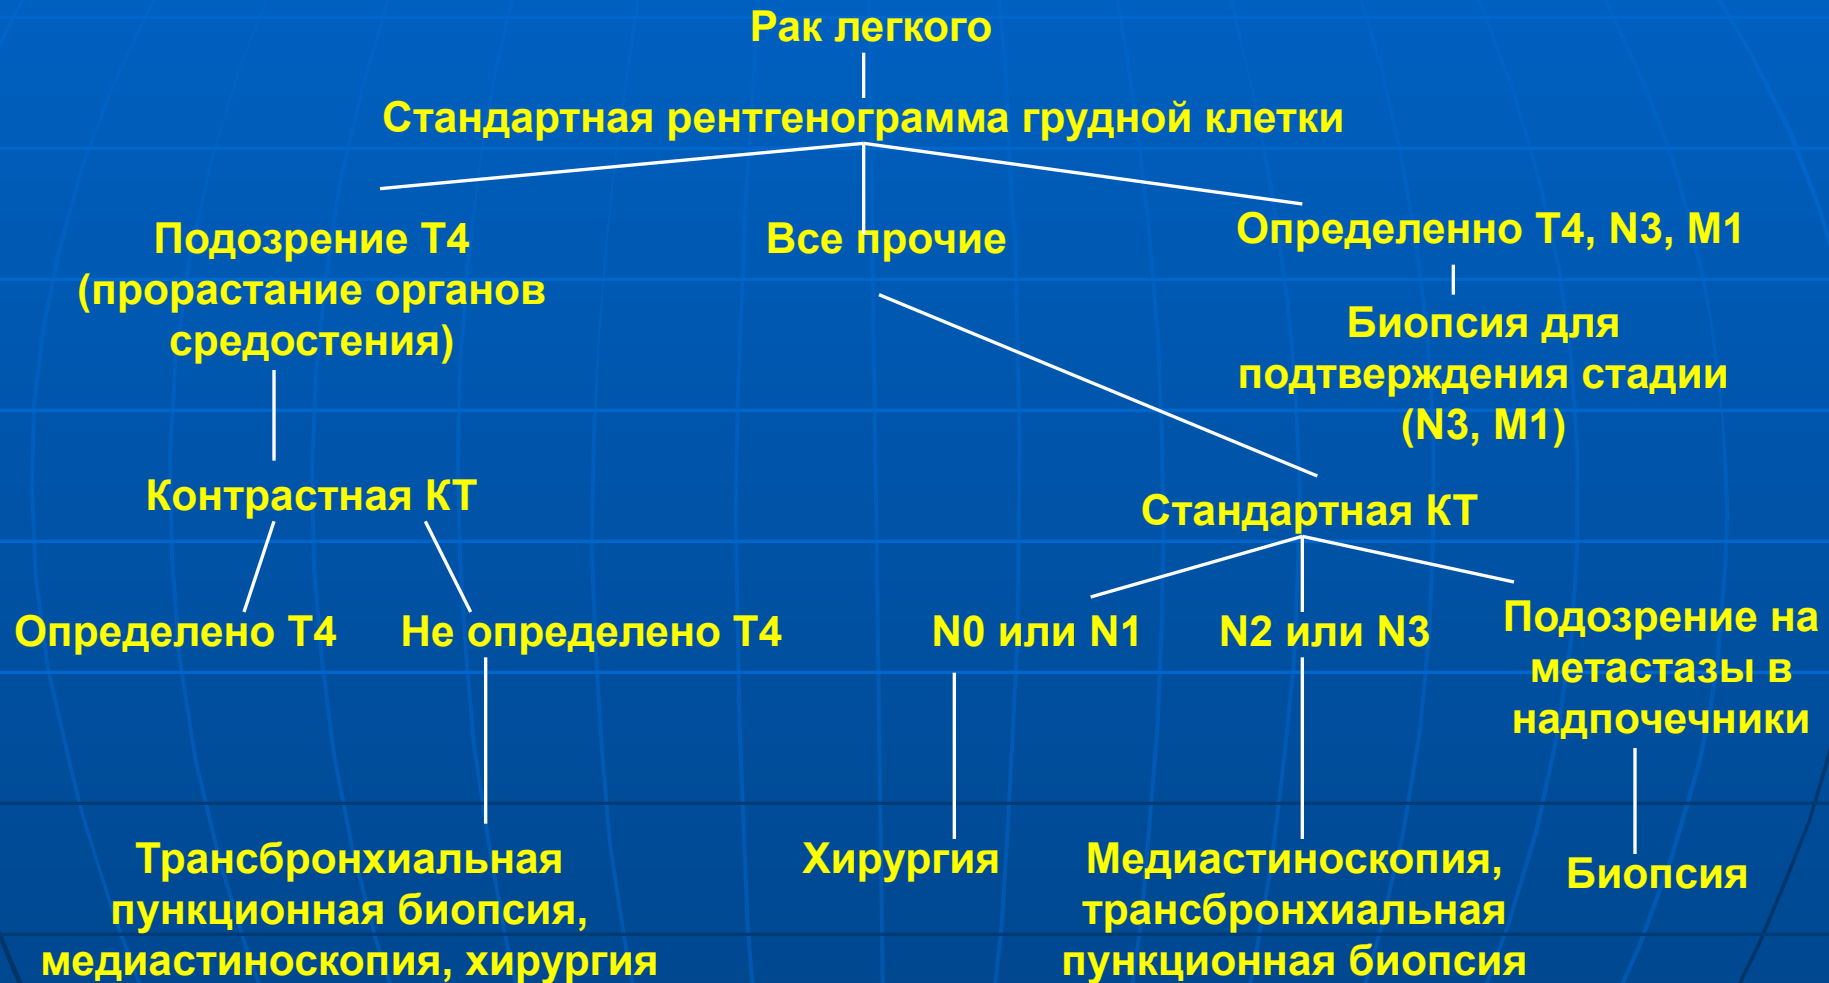 Рак легкого
Стандартная рентгенограмма грудной клетки
Подозрение Т4
(прорастание органов
средостения)
Все прочие
Определенно Т4, N3, М1
Биопсия для
подтверждения стадии
(N3, М1)
Контрастная КТ
Стандартная КТ
Определено Т4
Не определено Т4
N0 или N1
N2 или N3
Подозрение на
метастазы в
надпочечники
Трансбронхиальная
пункционная биопсия,
медиастиноскопия, хирургия
Хирургия
Медиастиноскопия,
трансбронхиальная
пункционная биопсия
Биопсия